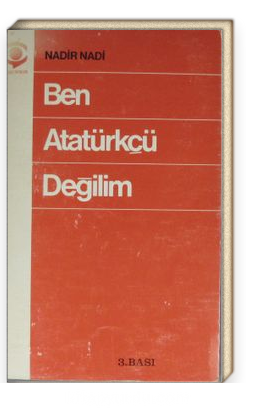 NADİR NADİ
Ben
Atatürkçü
Değilim
3.BASI